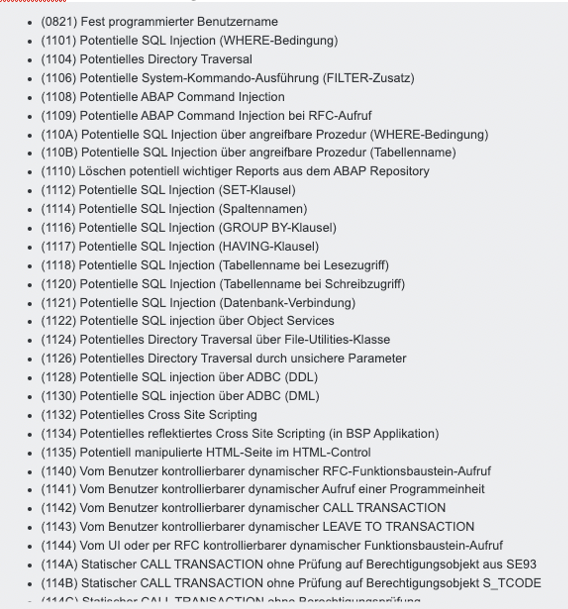 (0821) Fest programmierter Benutzername
(1101) Potentielle SQL Injection (WHERE-Bedingung)
(1104) Potentielles Directory Traversal
(1106) Potentielle System-Kommando-Ausführung (FILTER-Zusatz)
(1108) Potentielle ABAP Command Injection
(1109) Potentielle ABAP Command Injection bei RFC-Aufruf
(110A) Potentielle SQL Injection über angreifbare Prozedur (WHERE-Bedingung)
(110B) Potentielle SQL Injection über angreifbare Prozedur (Tabellenname)
(1110) Löschen potentiell wichtiger Reports aus dem ABAP Repository
(1112) Potentielle SQL Injection (SET-Klausel)
(1114) Potentielle SQL Injection (Spaltennamen)
(1116) Potentielle SQL Injection (GROUP BY-Klausel)
(1117) Potentielle SQL Injection (HAVING-Klausel)
(1118) Potentielle SQL Injection (Tabellenname bei Lesezugriff)
(1120) Potentielle SQL Injection (Tabellenname bei Schreibzugriff)
(1121) Potentielle SQL Injection (Datenbank-Verbindung)
(1122) Potentielle SQL injection über Object Services
(1124) Potentielles Directory Traversal über File-Utilities-Klasse
(1126) Potentielles Directory Traversal durch unsichere Parameter
(1128) Potentielle SQL injection über ADBC (DDL)
(1130) Potentielle SQL injection über ADBC (DML)
(1132) Potentielles Cross Site Scripting
(1134) Potentielles reflektiertes Cross Site Scripting (in BSP Applikation)
(1135) Potentiell manipulierte HTML-Seite im HTML-Control
(1140) Vom Benutzer kontrollierbarer dynamischer RFC-Funktionsbaustein-Aufruf
(1141) Vom Benutzer kontrollierbarer dynamischer Aufruf einer Programmeinheit
(1142) Vom Benutzer kontrollierbarer dynamischer CALL TRANSACTION
(1143) Vom Benutzer kontrollierbarer dynamischer LEAVE TO TRANSACTION
(1144) Vom UI oder per RFC kontrollierbarer dynamischer Funktionsbaustein-Aufruf
(114A) Statischer CALL TRANSACTION ohne Prüfung auf Berechtigungsobjekt aus SE93
(114B) Statischer CALL TRANSACTION ohne Prüfung auf Berechtigungsobjekt S_TCODE
(114C) Statischer CALL TRANSACTION ohne Berechtigungsprüfung